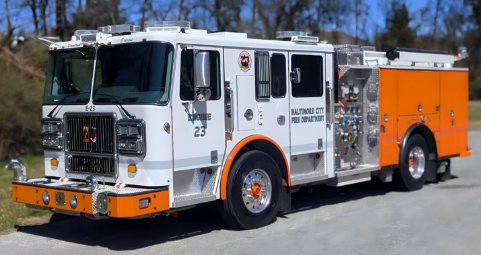 E-23
ENGINE
23
BALTIMORE CITY
FIRE DEPARTMENT